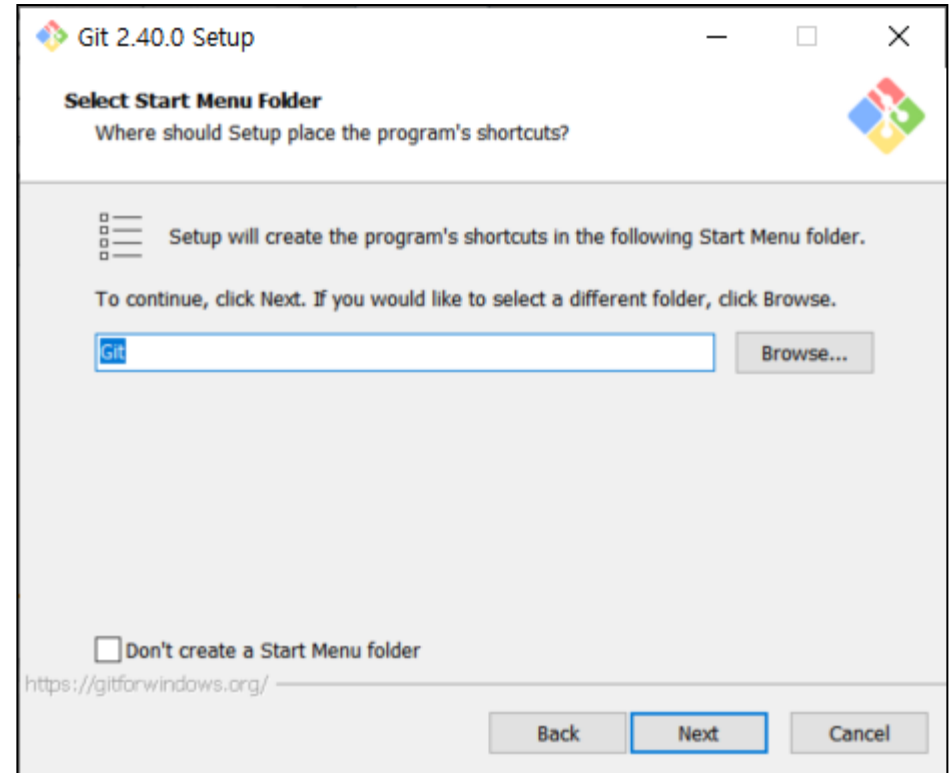 Git 2.40.0 Setup
Select Start Menu Folder
Where should Setup place the program's shortcuts?
Setup will create the program's shortcuts in the following Start Menu folder.
To continue, click Next. If you would like to select a different folder, click Browse.
Git
Browse...
Don't create a Start Menu folder
https://gitforwindows.org/
Back
Next
Cancel